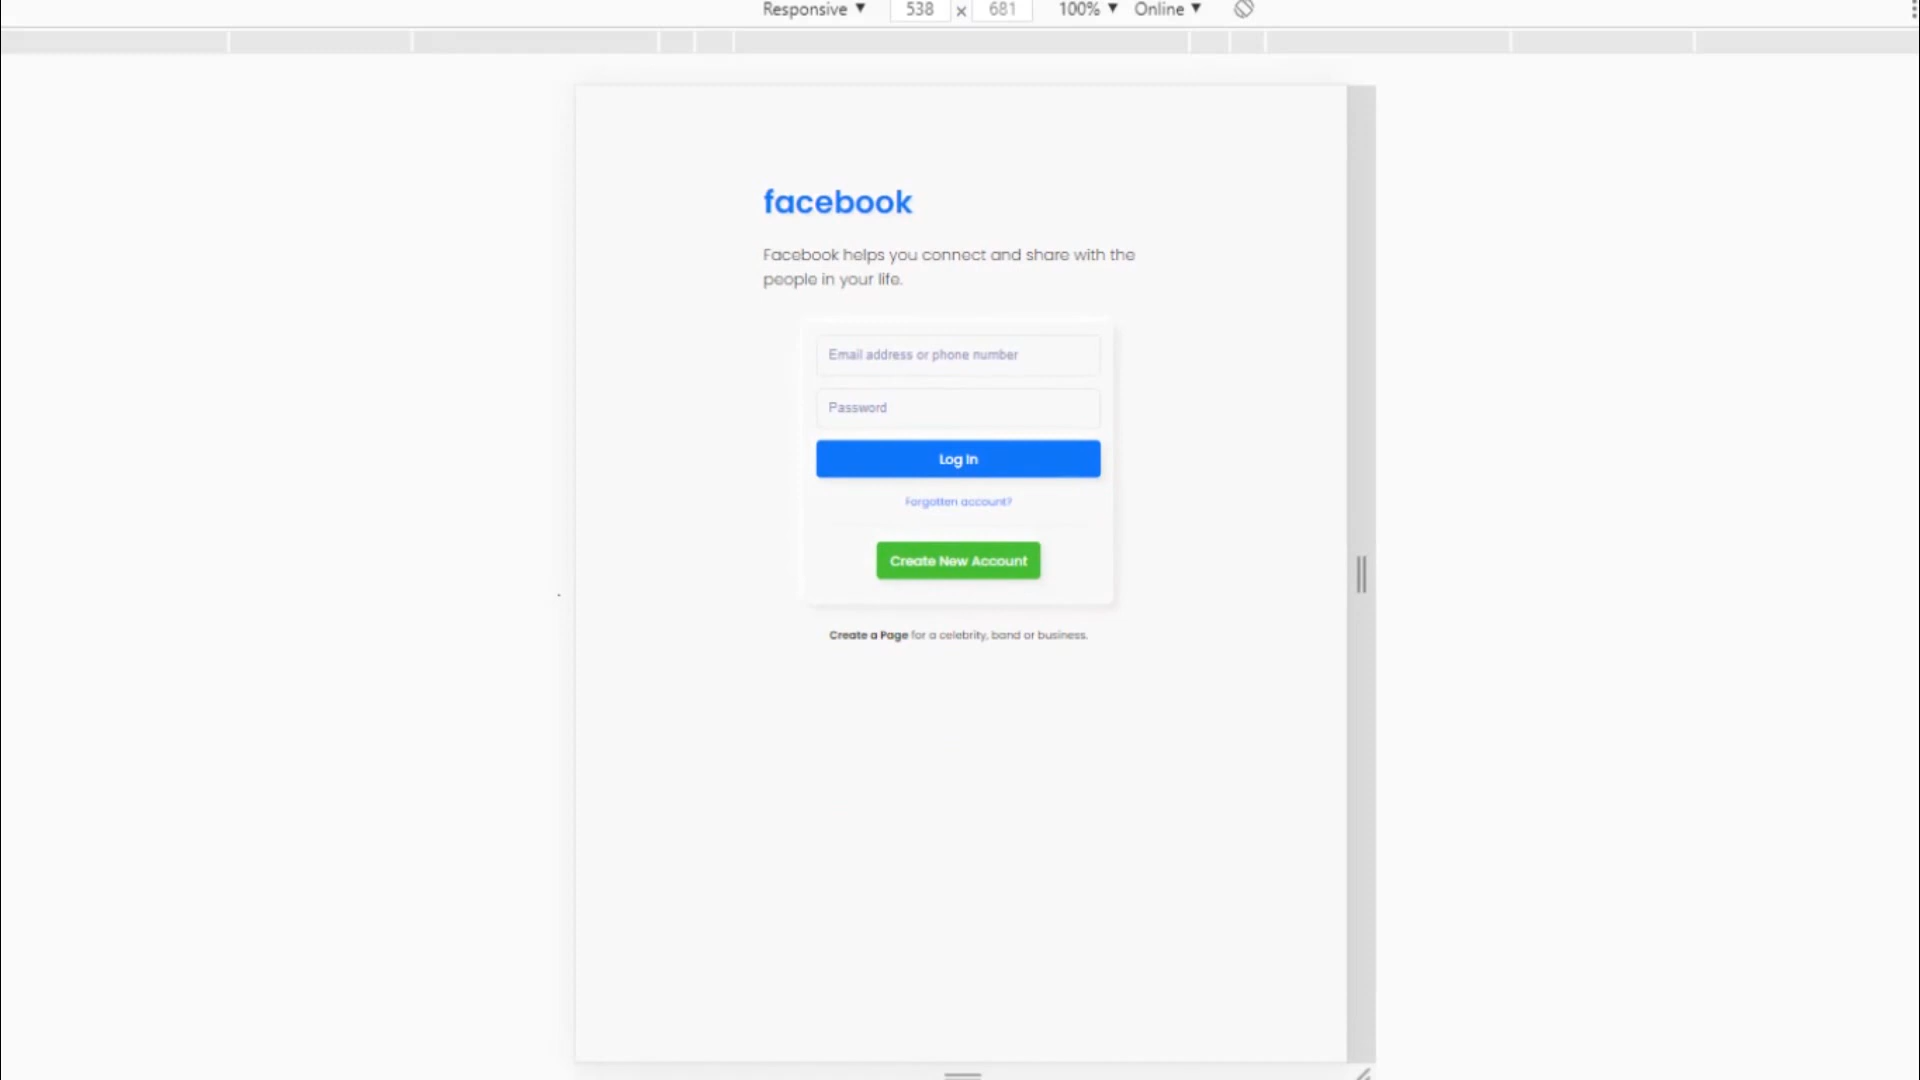 Responsive ▼ 538 × 681 100% ▼ Online ▼
facebook
Facebook helps you connect and share with the
people in your life.
Email address or phone number
Password
Log In
Forgotten account?
Create New Account
Create a Page for a celebrity, band or business.